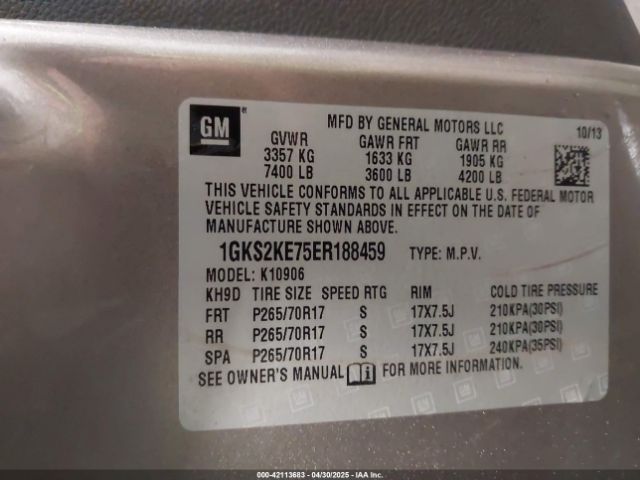 GM
MFD BY GENERAL MOTORS LLC 10/13
GVWR GAWR FRT GAWR RR
3357 KG 1633 KG 1905 KG
7400 LB 3600 LB 4200 LB
THIS VEHICLE CONFORMS TO ALL APPLICABLE U.S. FEDERAL MOTOR
VEHICLE SAFETY STANDARDS IN EFFECT ON THE DATE OF
MANUFACTURE SHOWN ABOVE.
1GKS2KE75ER188459 TYPE: M.P.V.
MODEL: K10906
KH9D TIRE SIZE SPEED RTG RIM COLD TIRE PRESSURE
FRT P265/70R17 S 17X7.5J 210KPA(30PSI)
RR P265/70R17 S 17X7.5J 210KPA(30PSI)
SPA P265/70R17 S 17X7.5J 240KPA(35PSI)
SEE OWNER'S MANUAL i FOR MORE INFORMATION.
000-42113683 - 04/30/2025 - IAA Inc.